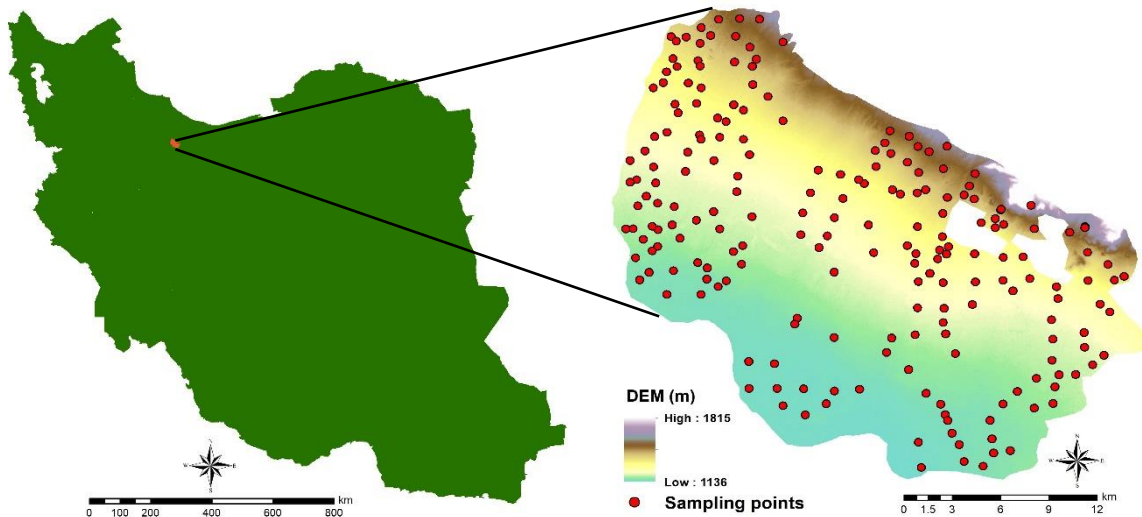 DEM (m)
High : 1815
Low : 1136
Sampling points
N
W
E
S
km
0 100 200 400 600 800
N
W
E
S
km
0 1.5 3 6 9 12